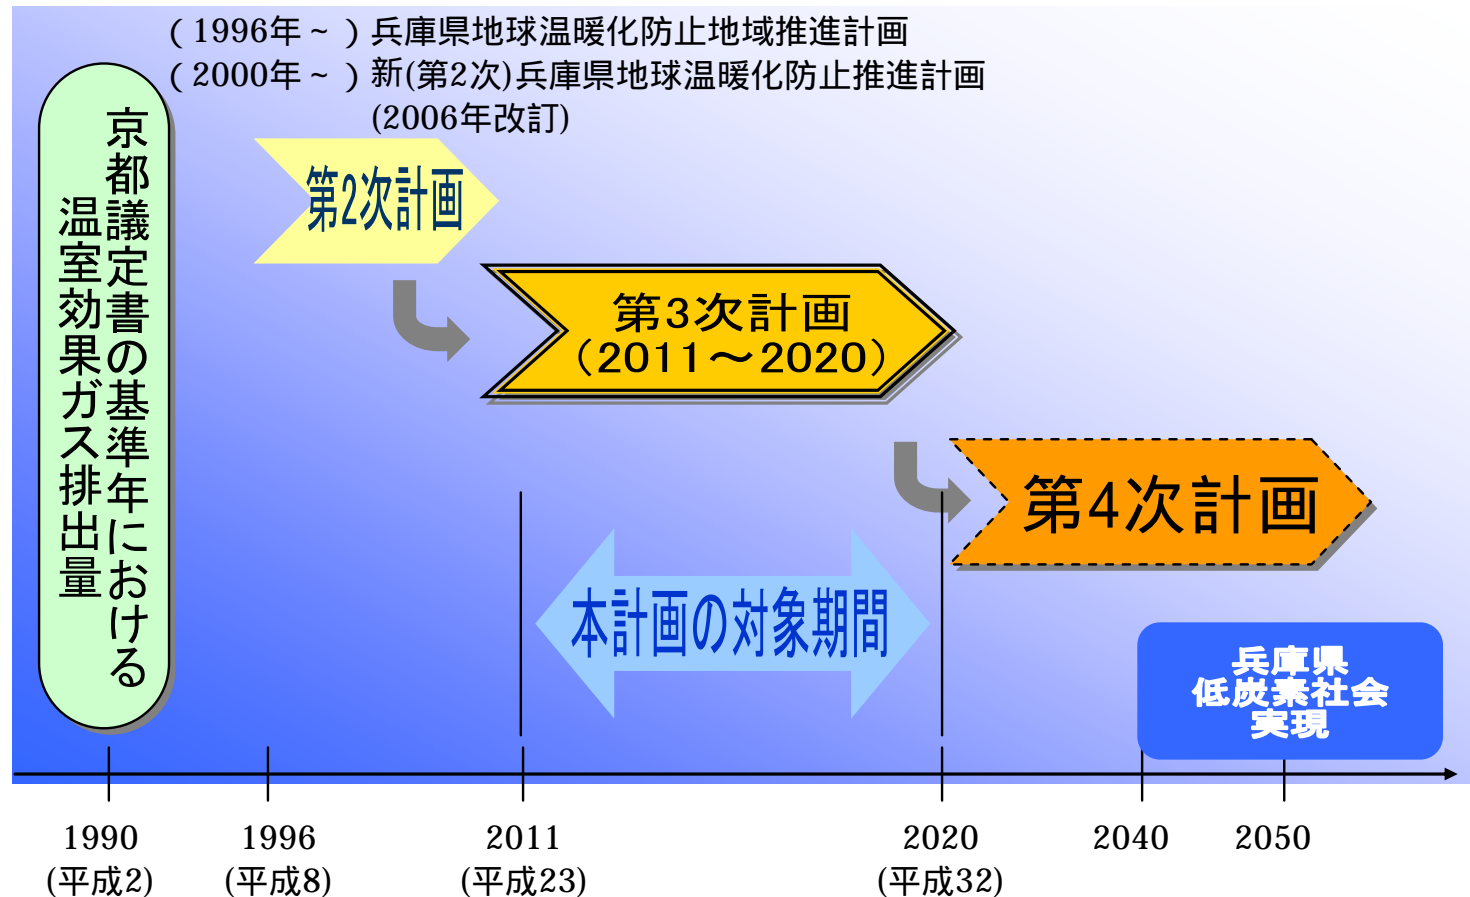 （1996年～）兵庫県地球温暖化防止地域推進計画
（2000年～）新(第2次)兵庫県地球温暖化防止推進計画
(2006年改訂)
京都議定書の基準年における
温室効果ガス排出量
第2次計画
第3次計画
（2011～2020）
第4次計画
本計画の対象期間
兵庫県
低炭素社会
実現
1990
(平成2)
1996
(平成8)
2011
(平成23)
2020
(平成32)
2040
2050